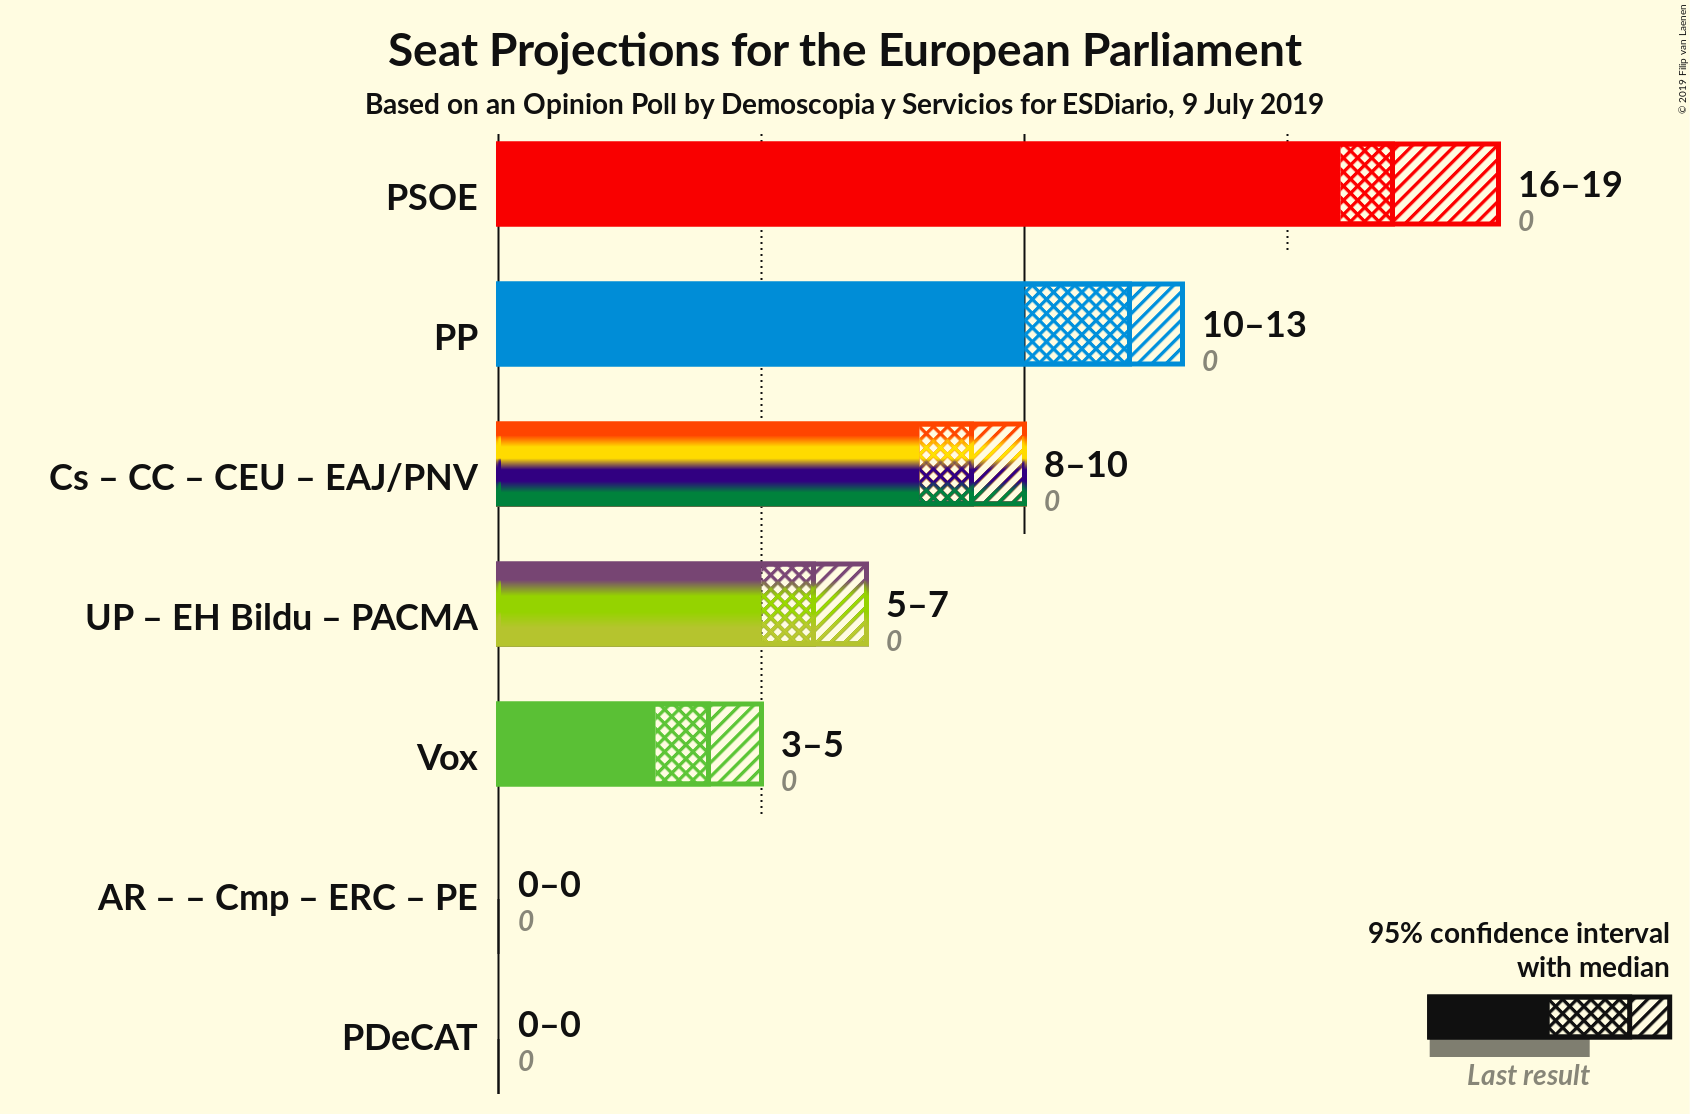 Seat Projections for the European Parliament
Based on an Opinion Poll by Demoscopia y Servicios for ESDiario, 9 July 2019
© 2019 Filip van Laenen
PSOE
16–19
0
PP
10–13
0
Cs – CC – CEU – EAJ/PNV
8–10
0
UP – EH Bildu – PACMA
5–7
0
Vox
3–5
0
AR – – Cmp – ERC – PE
0–0
0
PDeCAT
0–0
0
95% confidence interval
with median
Last result